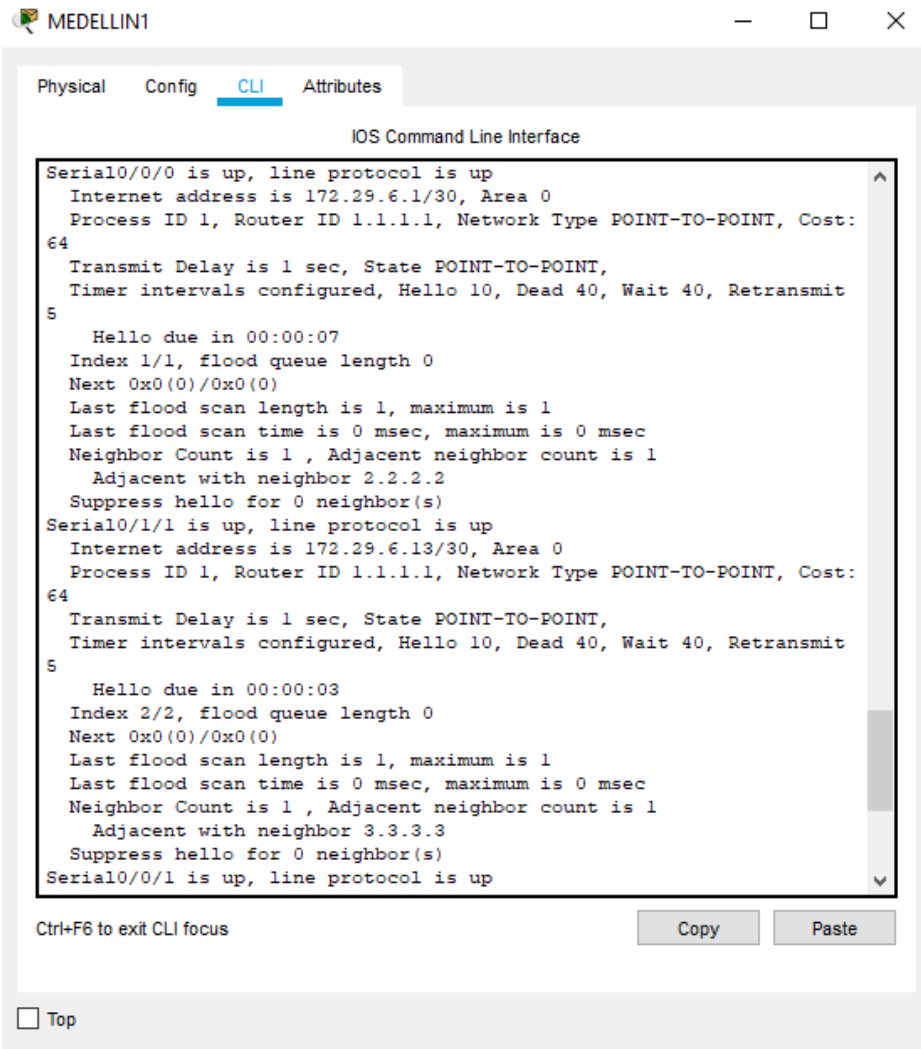 MEDELLIN1
Physical Config CLI Attributes
IOS Command Line Interface
Serial0/0/0 is up, line protocol is up
Internet address is 172.29.6.1/30, Area 0
Process ID 1, Router ID 1.1.1.1, Network Type POINT-TO-POINT, Cost:
64
Transmit Delay is 1 sec, State POINT-TO-POINT,
Timer intervals configured, Hello 10, Dead 40, Wait 40, Retransmit
5
Hello due in 00:00:07
Index 1/1, flood queue length 0
Next 0x0(0)/0x0(0)
Last flood scan length is 1, maximum is 1
Last flood scan time is 0 msec, maximum is 0 msec
Neighbor Count is 1 , Adjacent neighbor count is 1
Adjacent with neighbor 2.2.2.2
Suppress hello for 0 neighbor(s)
Serial0/1/1 is up, line protocol is up
Internet address is 172.29.6.13/30, Area 0
Process ID 1, Router ID 1.1.1.1, Network Type POINT-TO-POINT, Cost:
64
Transmit Delay is 1 sec, State POINT-TO-POINT,
Timer intervals configured, Hello 10, Dead 40, Wait 40, Retransmit
5
Hello due in 00:00:03
Index 2/2, flood queue length 0
Next 0x0(0)/0x0(0)
Last flood scan length is 1, maximum is 1
Last flood scan time is 0 msec, maximum is 0 msec
Neighbor Count is 1 , Adjacent neighbor count is 1
Adjacent with neighbor 3.3.3.3
Suppress hello for 0 neighbor(s)
Serial0/0/1 is up, line protocol is up
Ctrl+F6 to exit CLI focus Copy Paste
Top